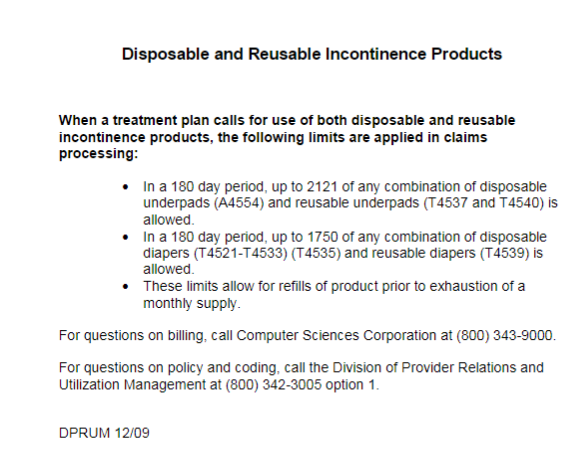 Disposable and Reusable Incontinence Products
When a treatment plan calls for use of both disposable and reusable
incontinence products, the following limits are applied in claims
processing:
• In a 180 day period, up to 2121 of any combination of disposable
underpads (A4554) and reusable underpads (T4537 and T4540) is
allowed.
• In a 180 day period, up to 1750 of any combination of disposable
diapers (T4521-T4533) (T4535) and reusable diapers (T4539) is
allowed.
• These limits allow for refills of product prior to exhaustion of a
monthly supply.
For questions on billing, call Computer Sciences Corporation at (800) 343-9000.
For questions on policy and coding, call the Division of Provider Relations and
Utilization Management at (800) 342-3005 option 1.
DPRUM 12/09